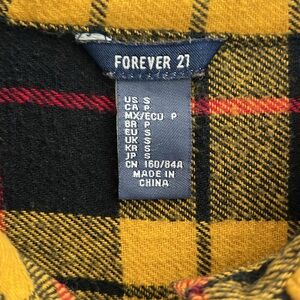 FOREVER 21
US S
CA P
MX/ECU P
BR P
EU S
UK S
KR S
JP S
CN 160/84A
MADE IN
CHINA